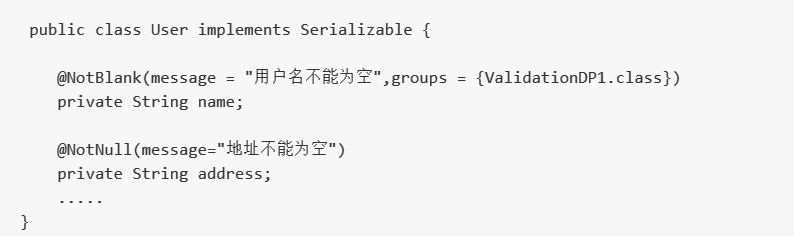 public class User implements Serializable {
@NotBlank(message = "用户名不能为空",groups = {ValidationDP1.class})
private String name;
@NotNull(message="地址不能为空")
private String address;
.....
}